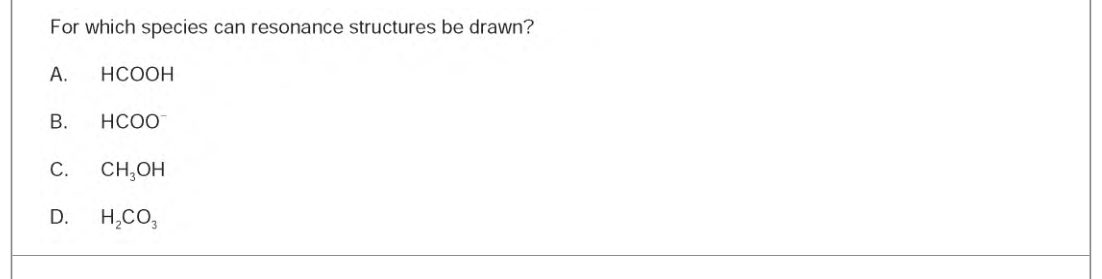 For which species can resonance structures be drawn?
A. HCOOH
B. HCOO⁻
C. CH₃OH
D. H₂CO₃